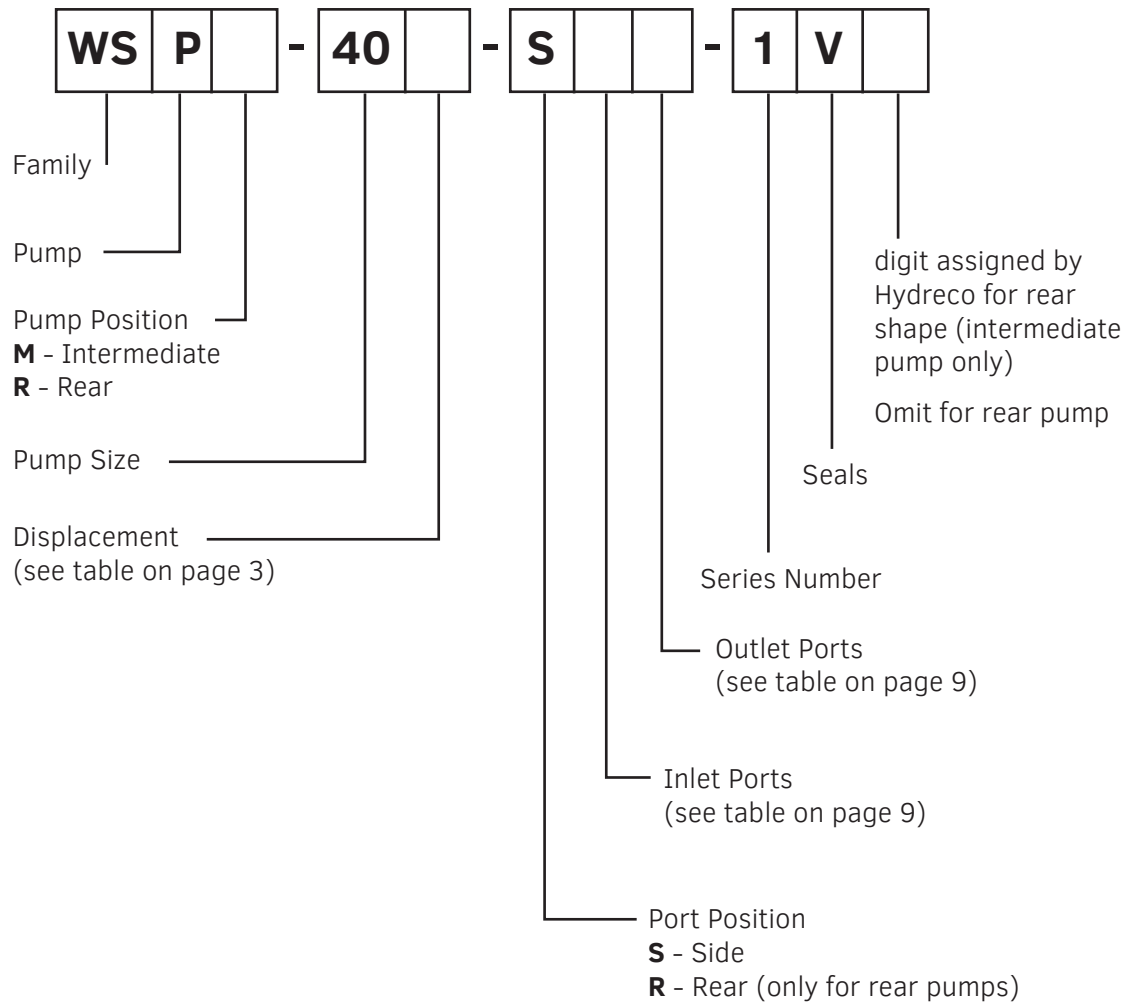 WS P - 40 - S - 1 V
Family
Pump
Pump Position
M - Intermediate
R - Rear
Pump Size
Displacement
(see table on page 3)
digit assigned by
Hydreco for rear
shape (intermediate
pump only)
Omit for rear pump
Seals
Series Number
Outlet Ports
(see table on page 9)
Inlet Ports
(see table on page 9)
Port Position
S - Side
R - Rear (only for rear pumps)